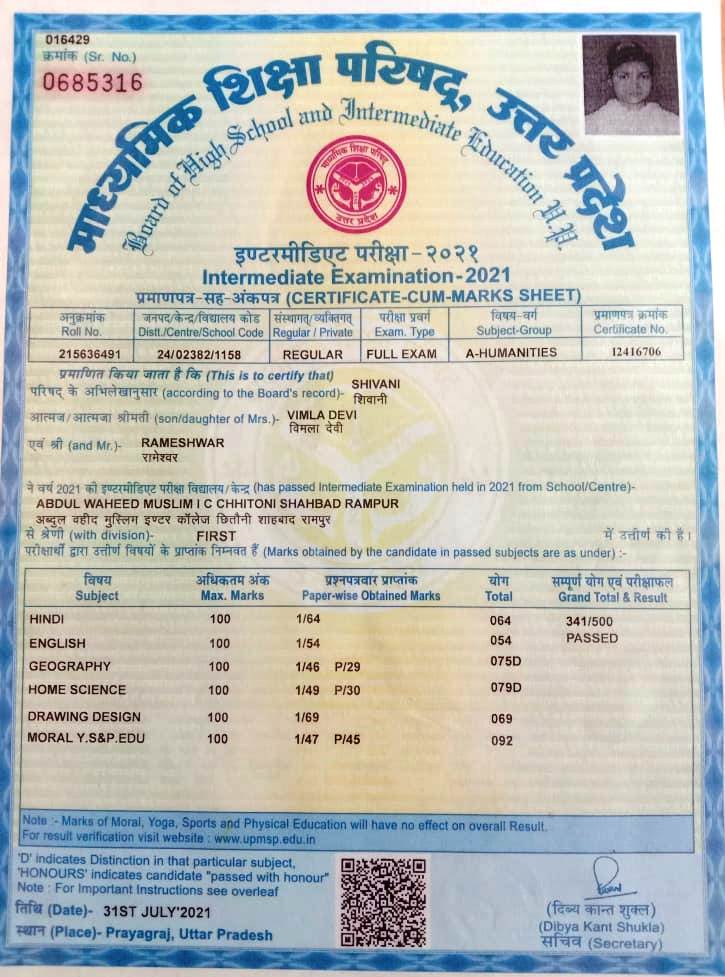 016429
क्रमांक (Sr. No.)
0685316
माध्यमिक शिक्षा परिषद्, उत्तर प्रदेश
Board of High School and Intermediate Education U.P.
माध्यमिक शिक्षा परिषद
उत्तर प्रदेश
इण्टरमीडिएट परीक्षा - २०२१
Intermediate Examination-2021
प्रमाणपत्र-सह-अंकपत्र (CERTIFICATE-CUM-MARKS SHEET)
अनुक्रमांक जनपद/केन्द्र/विद्यालय कोड संस्थागत/व्यक्तिगत परीक्षा प्रवर्ग विषय-वर्ग प्रमाणपत्र क्रमांक
Roll No. Distt./Centre/School Code Regular / Private Exam. Type Subject-Group Certificate No.
215636491 24/02382/1158 REGULAR FULL EXAM A-HUMANITIES 12416706
प्रमाणित किया जाता है कि (This is to certify that)
परिषद् के अभिलेखानुसार (according to the Board's record)- SHIVANI
शिवानी
आत्मज/आत्मजा श्रीमती (son/daughter of Mrs.)- VIMLA DEVI
विमला देवी
एवं श्री (and Mr.)- RAMESHWAR
रामेश्वर
ने वर्ष 2021 की इण्टरमीडिएट परीक्षा विद्यालय/केन्द्र (has passed Intermediate Examination held in 2021 from School/Centre)-
ABDUL WAHEED MUSLIM I C CHHITONI SHAHBAD RAMPUR
अब्दुल वहीद मुस्लिम इण्टर कॉलेज छितौनी शाहबाद रामपुर
से श्रेणी (with division)- FIRST में उत्तीर्ण की है।
परीक्षार्थी द्वारा उत्तीर्ण विषयों के प्राप्तांक निम्नवत हैं (Marks obtained by the candidate in passed subjects are as under) :-
विषय अधिकतम अंक प्रश्नपत्रवार प्राप्तांक योग सम्पूर्ण योग एवं परीक्षाफल
Subject Max. Marks Paper-wise Obtained Marks Total Grand Total & Result
HINDI 100 1/64 064 341/500
ENGLISH 100 1/54 054 PASSED
GEOGRAPHY 100 1/46 P/29 075D
HOME SCIENCE 100 1/49 P/30 079D
DRAWING DESIGN 100 1/69 069
MORAL Y.S&P.EDU 100 1/47 P/45 092
Note :- Marks of Moral, Yoga, Sports and Physical Education will have no effect on overall Result.
For result verification visit website : www.upmsp.edu.in
'D' indicates Distinction in that particular subject,
'HONOURS' indicates candidate "passed with honour"
Note : For Important Instructions see overleaf
तिथि (Date)- 31ST JULY'2021
स्थान (Place)- Prayagraj, Uttar Pradesh
(दिब्य कान्त शुक्ल)
(Dibya Kant Shukla)
सचिव (Secretary)